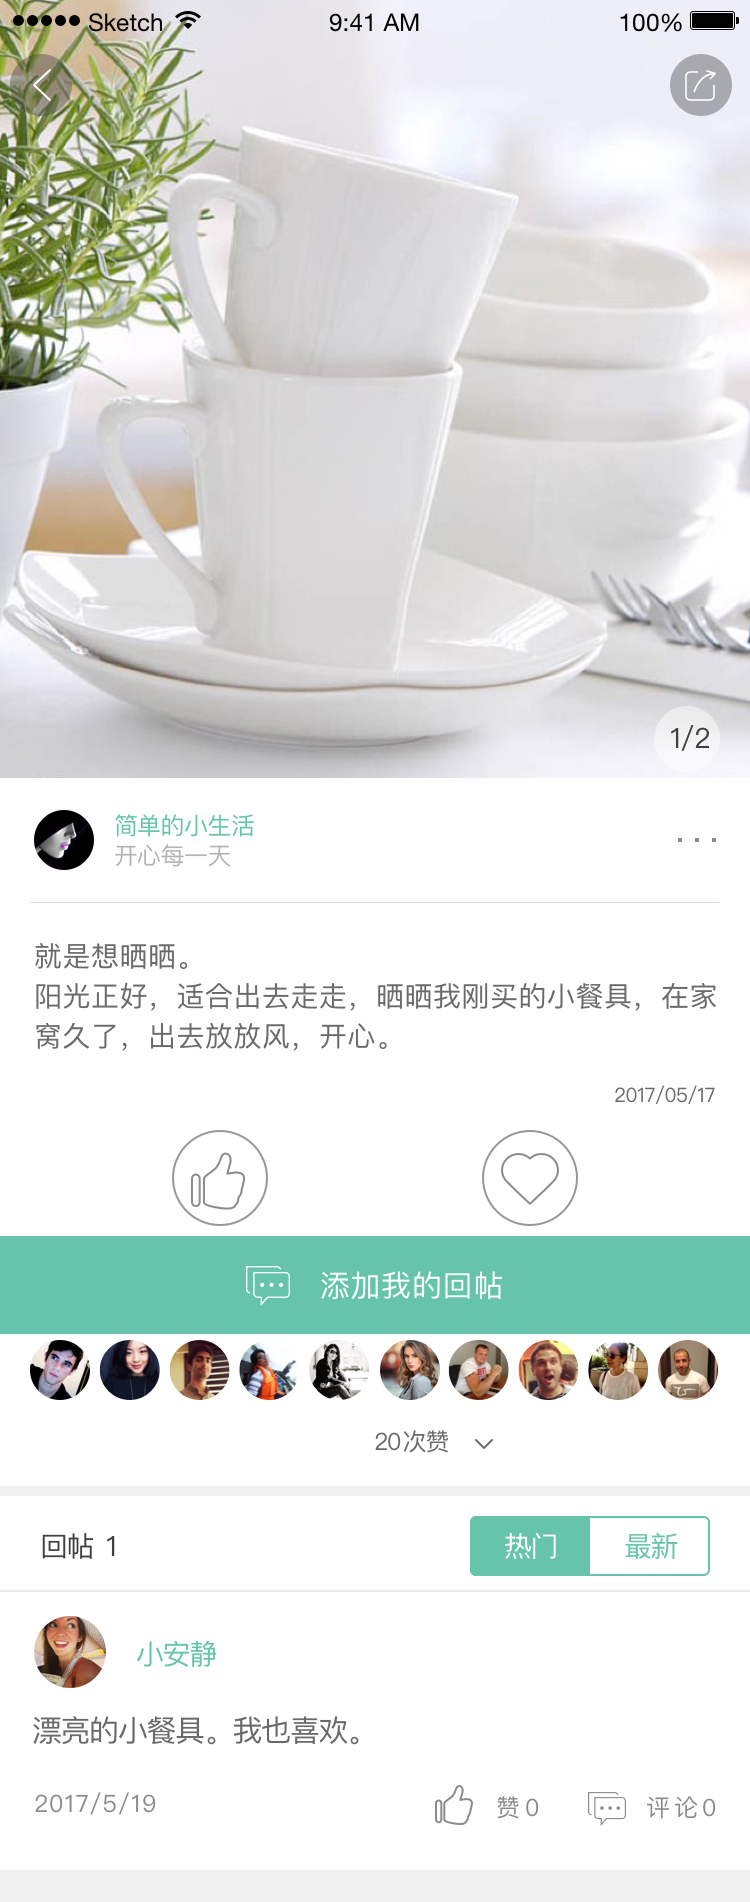 Sketch 9:41 AM 100%
1/2
简单的小生活
开心每一天
就是想晒晒。
阳光正好，适合出去走走，晒晒我刚买的小餐具，在家
窝久了，出去放放风，开心。
2017/05/17
添加我的回帖
20次赞
回帖 1 热门 最新
小安静
漂亮的小餐具。我也喜欢。
2017/5/19 赞0 评论0